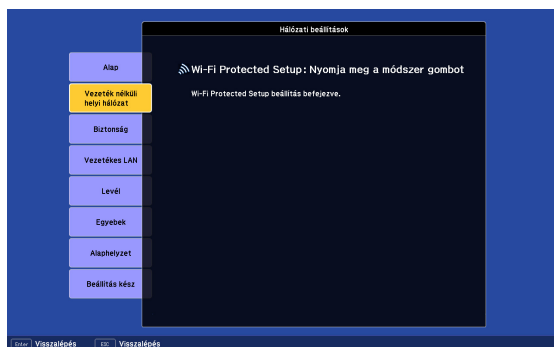 Hálózati beállítások
Alap
Vezeték nélküli
helyi hálózat
Biztonság
Vezetékes LAN
Levél
Egyebek
Alaphelyzet
Beállítás kész
Wi-Fi Protected Setup: Nyomja meg a módszer gombot
Wi-Fi Protected Setup beállítás befejezve.
Enter Visszalépés
ESC Visszalépés